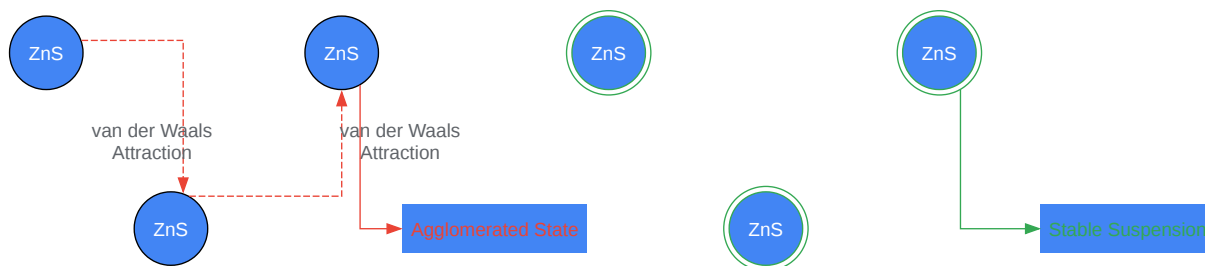 ZnS
ZnS
ZnS
ZnS
van der Waals
Attraction
van der Waals
Attraction
ZnS
ZnS
Agglomerated State
Stable Suspension